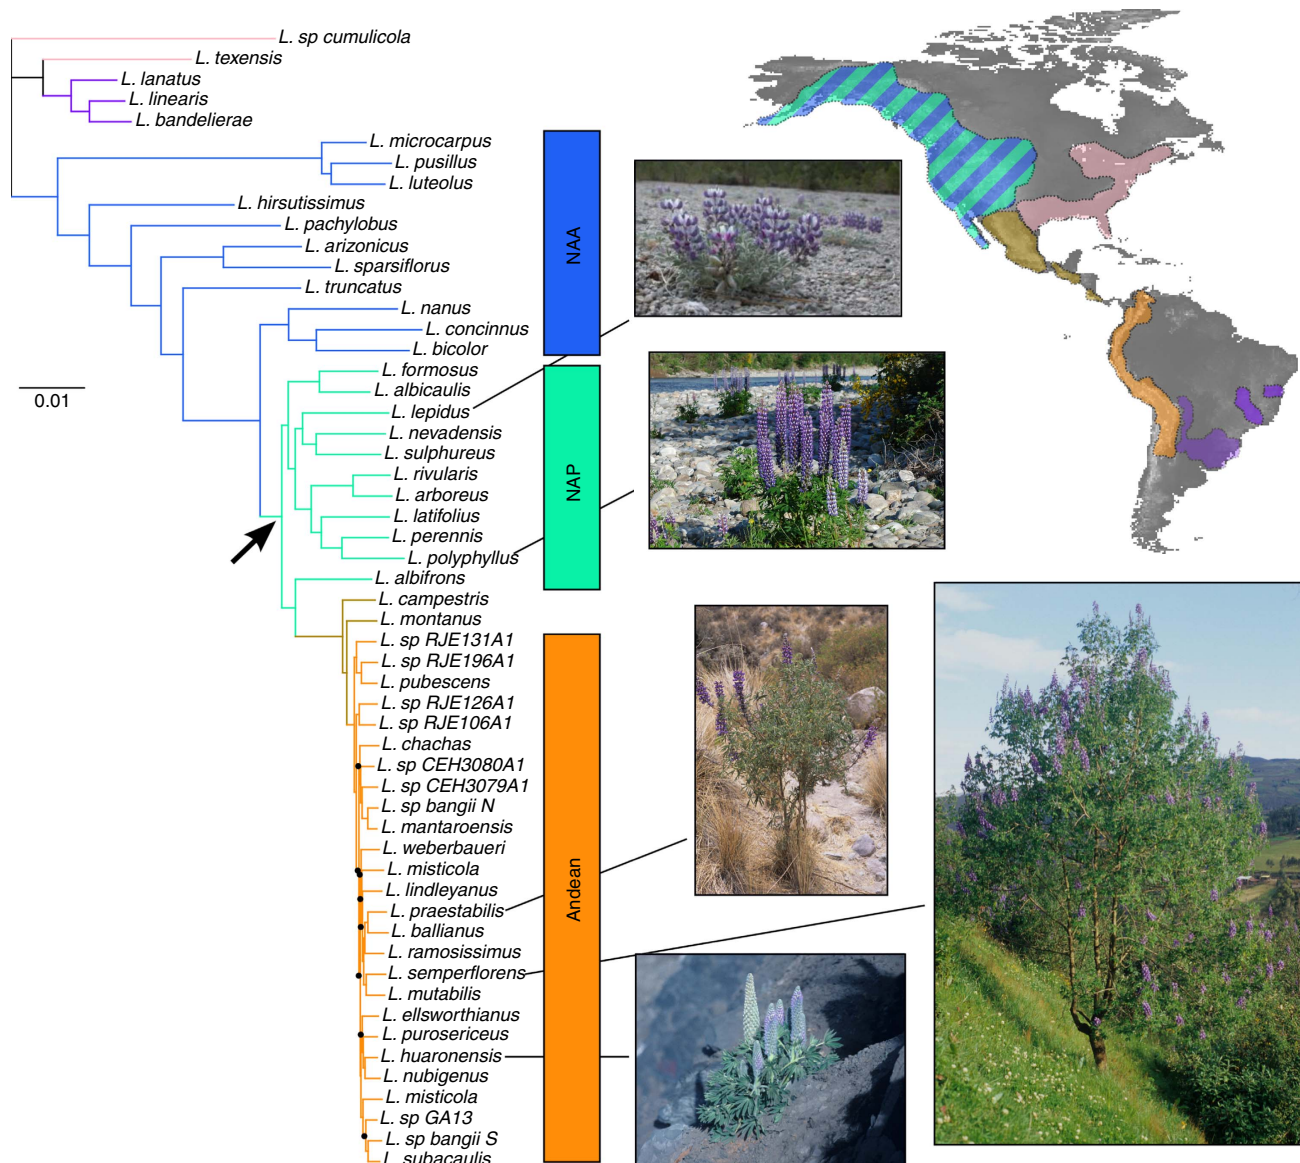 L. sp cumulicola
L. texensis
L. lanatus
L. linearis
L. bandelierae
L. microcarpus
L. pusillus
L. luteolus
L. hirsutissimus
L. pachylobus
L. arizonicus
L. sparsiflorus
L. truncatus
L. nanus
L. concinnus
L. bicolor
L. formosus
L. albicaulis
L. lepidus
L. nevadensis
L. sulphureus
L. rivularis
L. arboreus
L. latifolius
L. perennis
L. polyphyllus
L. albifrons
L. campestris
L. montanus
L. sp RJE131A1
L. sp RJE196A1
L. pubescens
L. sp RJE126A1
L. sp RJE106A1
L. chachas
L. sp CEH3080A1
L. sp CEH3079A1
L. sp bangii N
L. mantaroensis
L. weberbaueri
L. misticola
L. lindleyanus
L. praestabilis
L. ballianus
L. ramosissimus
L. semperflorens
L. mutabilis
L. ellsworthianus
L. purosericeus
L. huaronensis
L. nubigenus
L. misticola
L. sp GA13
L. sp bangii S
L. subacaulis
0.01
NAA
NAP
Andean